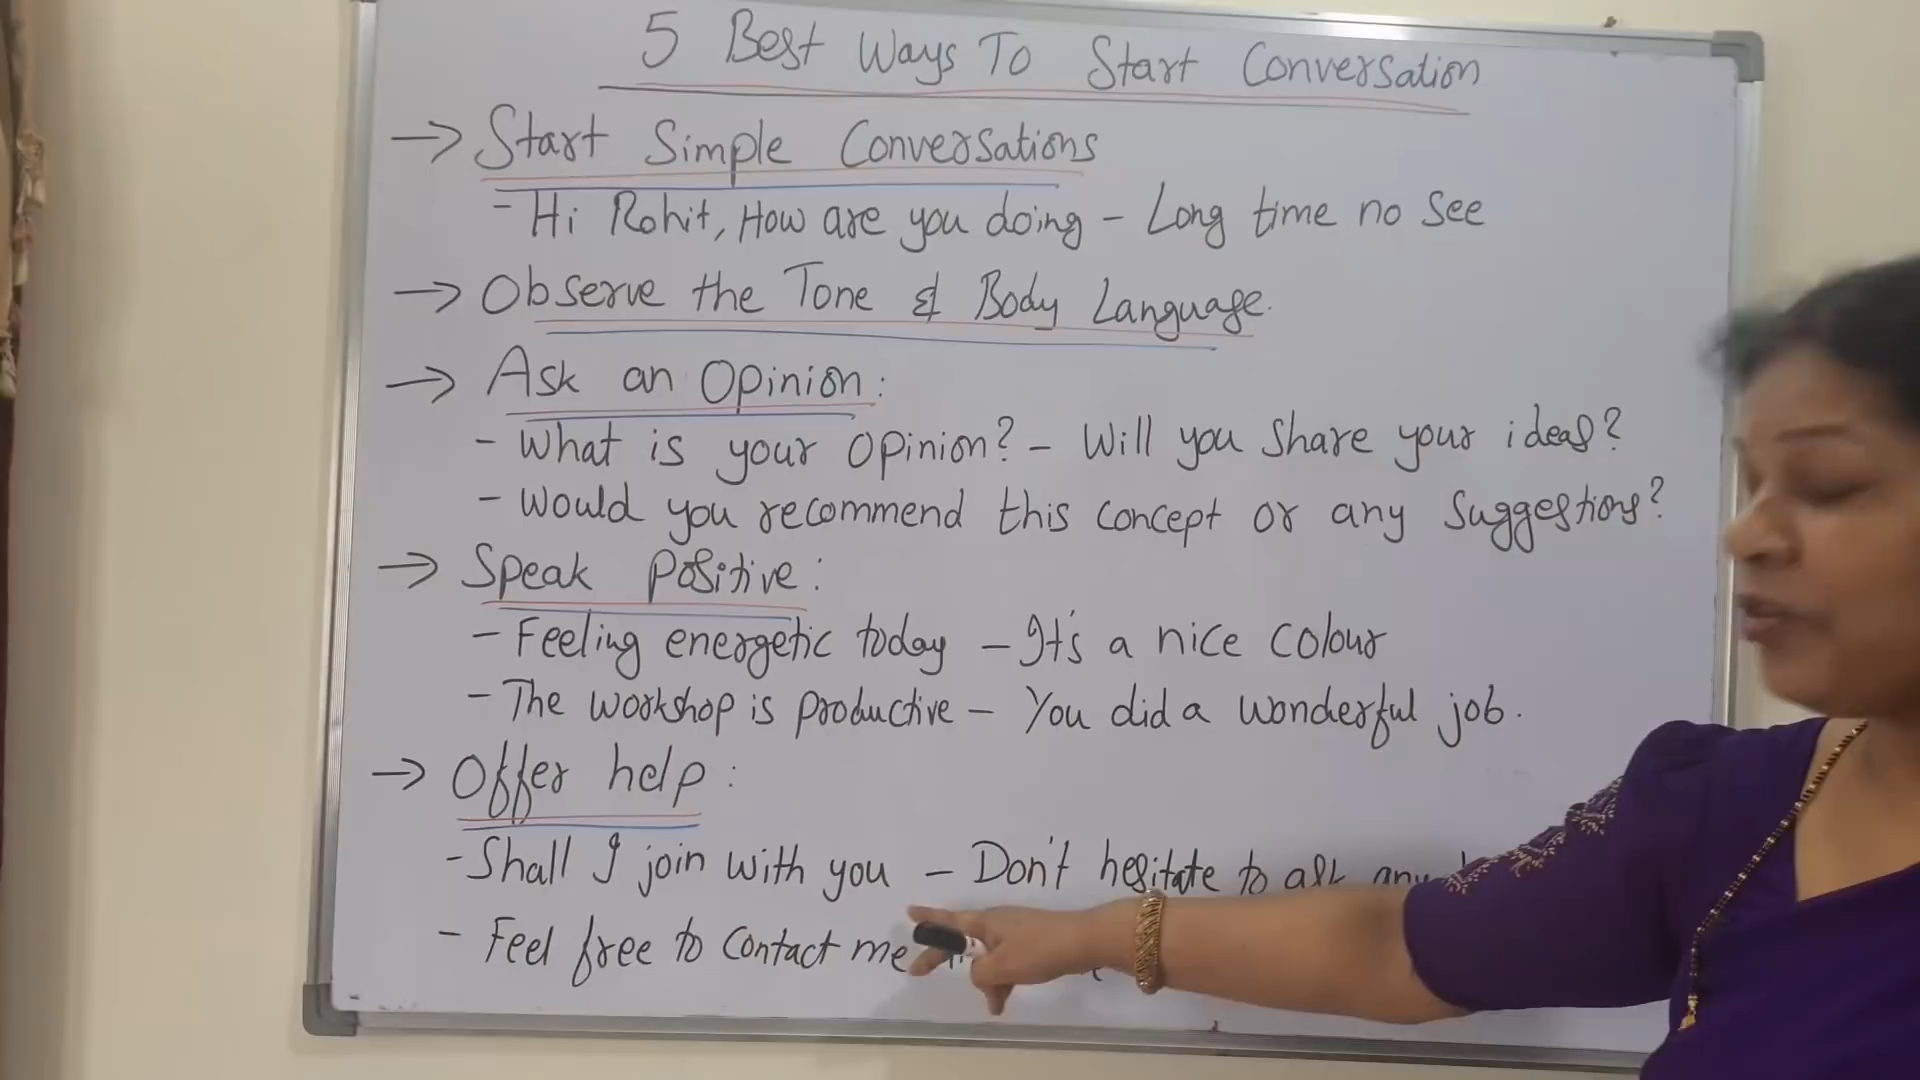 5 Best Ways To Start Conversation
→ Start Simple Conversations
- Hi Rohit, How are you doing - Long time no see
→ Observe the Tone & Body Language.
→ Ask an Opinion:
- What is your opinion? - Will you share your ideas?
- Would you recommend this concept or any suggestions?
→ Speak Positive:
- Feeling energetic today - It's a nice colour
- The workshop is productive - You did a wonderful job.
→ Offer help:
- Shall I join with you - Don't hesitate to ask
- Feel free to contact me